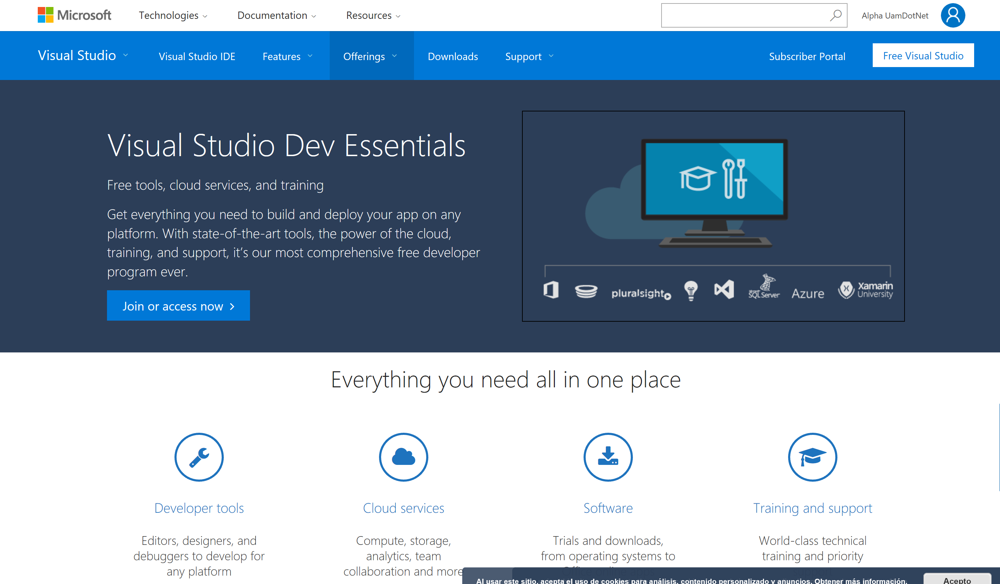 Microsoft
Technologies
Documentation
Resources
Alpha UamDotNet
Visual Studio
Visual Studio IDE
Features
Offerings
Downloads
Support
Subscriber Portal
Free Visual Studio
Visual Studio Dev Essentials
Free tools, cloud services, and training
Get everything you need to build and deploy your app on any
platform. With state-of-the-art tools, the power of the cloud,
training, and support, it’s our most comprehensive free developer
program ever.
Join or access now
pluralsight
Microsoft
SQL Server
Azure
Xamarin
University
Everything you need all in one place
Developer tools
Editors, designers, and
debuggers to develop for
any platform
Cloud services
Compute, storage,
analytics, team
collaboration and more
Software
Trials and downloads,
from operating systems to
Office online apps
Training and support
World-class technical
training and priority
support
Al usar este sitio, acepta el uso de cookies para análisis, contenido personalizado y anuncios. Obtener más información.
Acepto